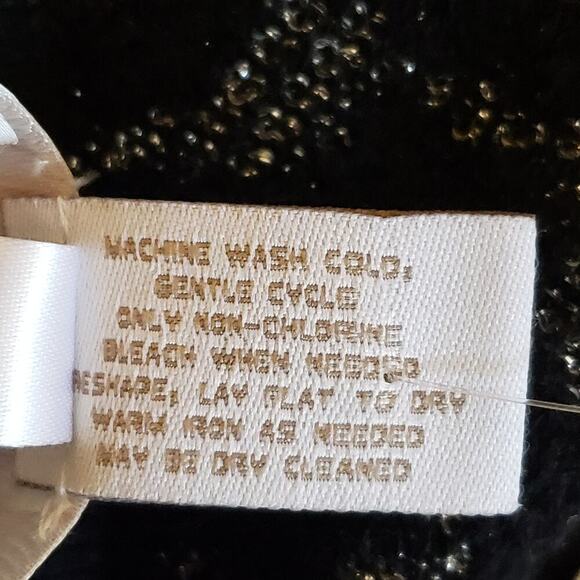 MACHINE WASH COLD,
GENTLE CYCLE
ONLY NON-CHLORINE
BLEACH WHEN NEEDED
RESHAPE, LAY FLAT TO DRY
WARM IRON AS NEEDED
MAY BE DRY CLEANED